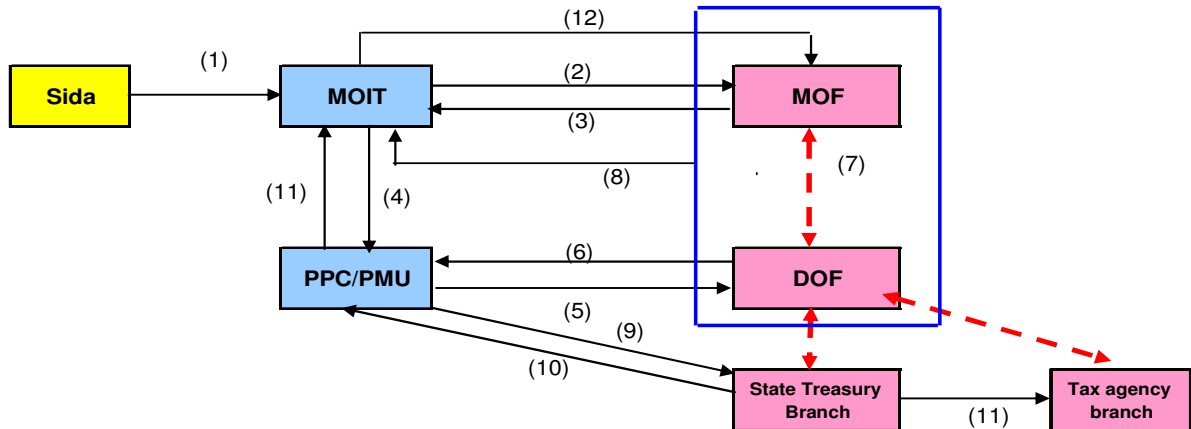 (12)
(1)
(2)
Sida
MOIT
MOF
(3)
(7)
(8)
(11)
(4)
(6)
PPC/PMU
DOF
(5)
(9)
(10)
State Treasury
Branch
Tax agency
branch
(11)